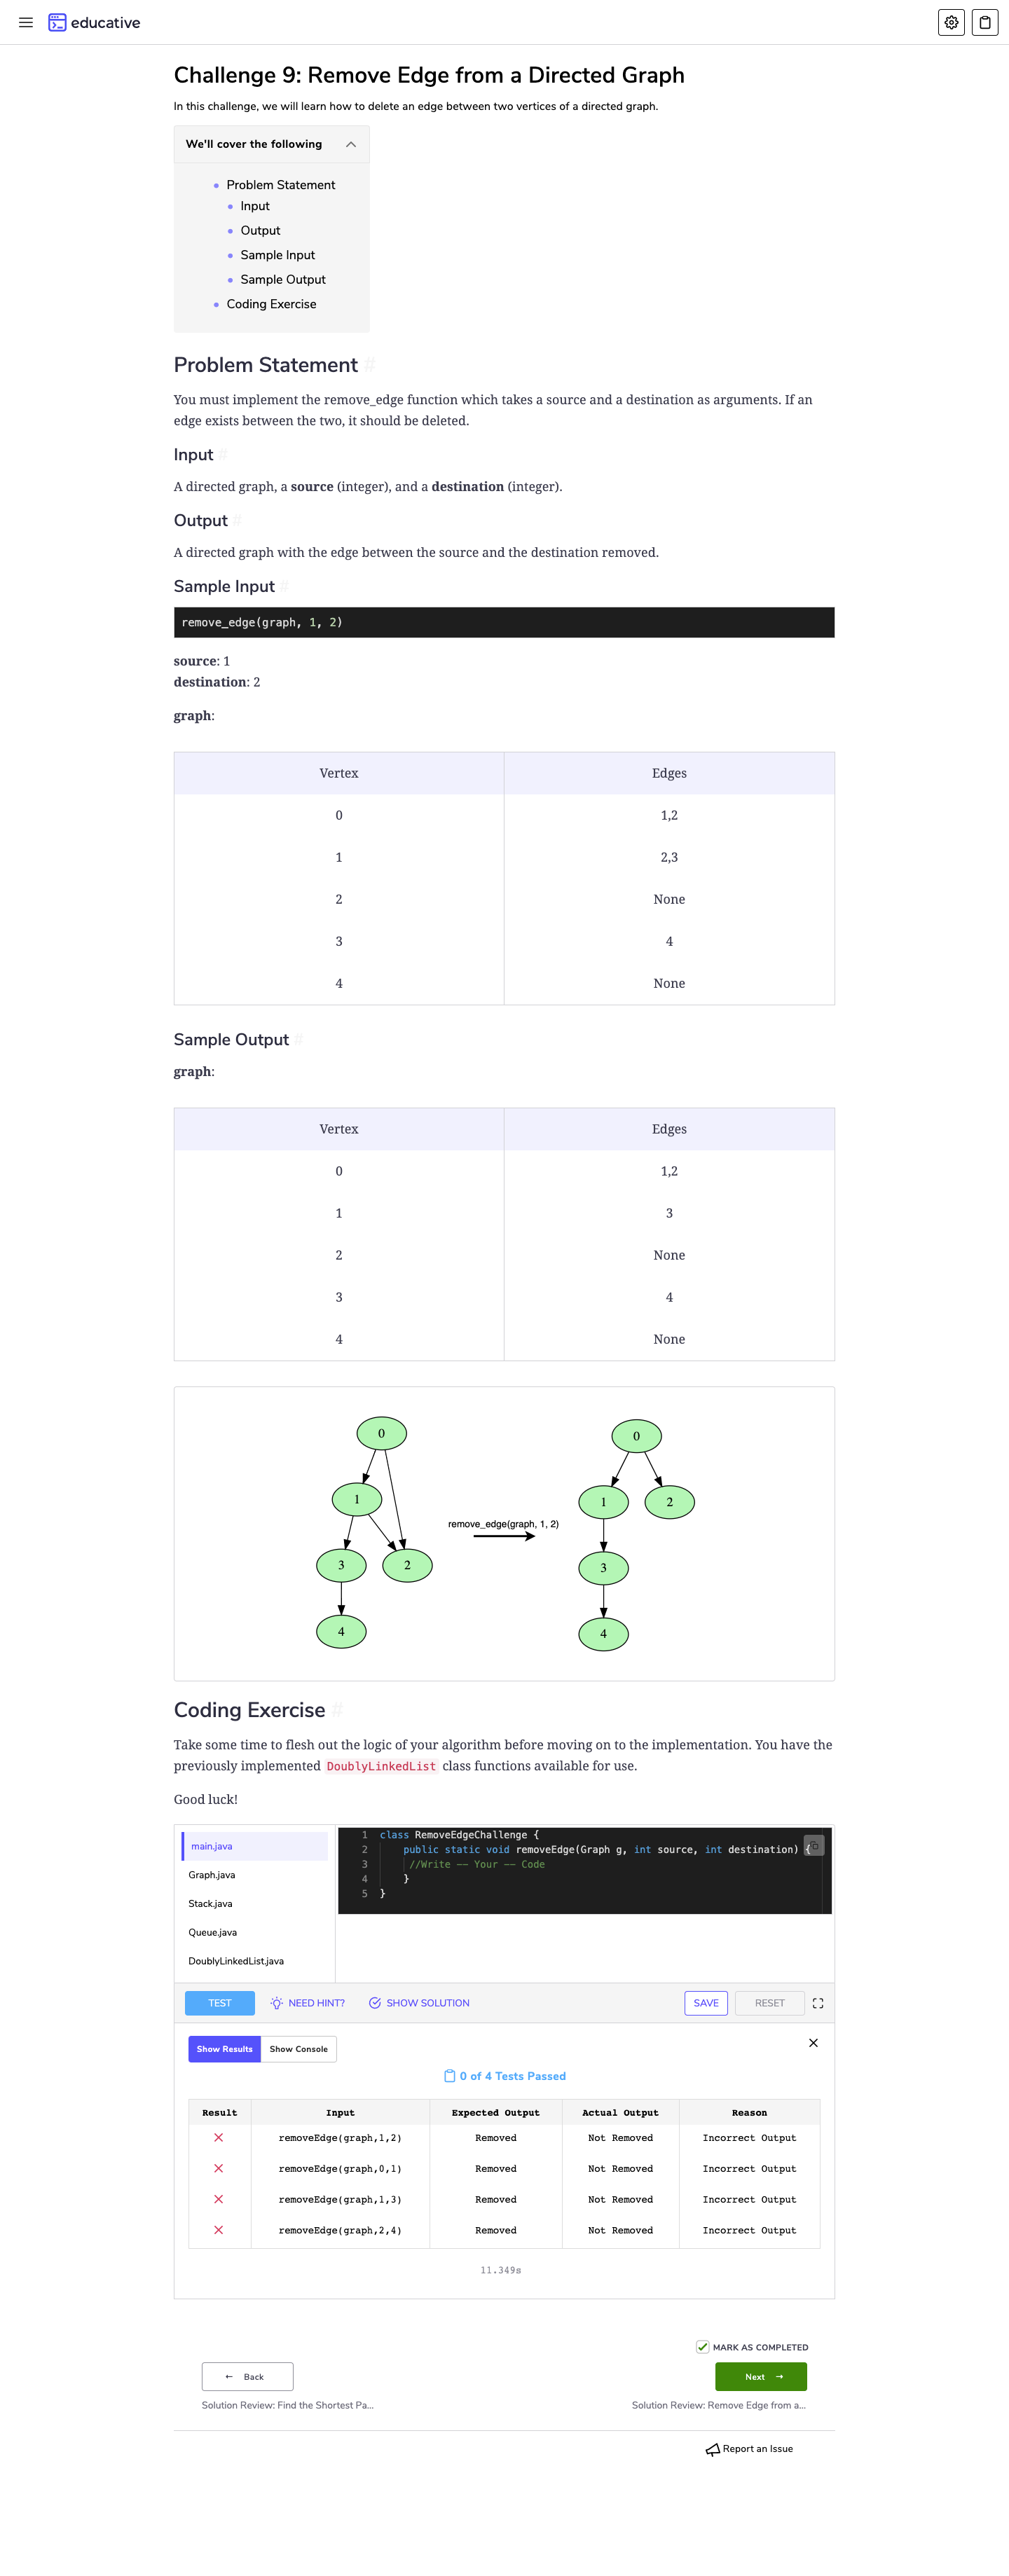 educative
Challenge 9: Remove Edge from a Directed Graph
In this challenge, we will learn how to delete an edge between two vertices of a directed graph.
We'll cover the following
Problem Statement
Input
Output
Sample Input
Sample Output
Coding Exercise
Problem Statement #
You must implement the remove_edge function which takes a source and a destination as arguments. If an
edge exists between the two, it should be deleted.
Input #
A directed graph, a source (integer), and a destination (integer).
Output #
A directed graph with the edge between the source and the destination removed.
Sample Input #
remove_edge(graph, 1, 2)
source: 1
destination: 2
graph:
Vertex Edges
0 1,2
1 2,3
2 None
3 4
4 None
Sample Output #
graph:
Vertex Edges
0 1,2
1 3
2 None
3 4
4 None
0 0
1 1 2
remove_edge(graph, 1, 2)
3 2 3
4 4
Coding Exercise #
Take some time to flesh out the logic of your algorithm before moving on to the implementation. You have the
previously implemented DoublyLinkedList class functions available for use.
Good luck!
main.java
Graph.java
Stack.java
Queue.java
DoublyLinkedList.java
1 class RemoveEdgeChallenge {
2 public static void removeEdge(Graph g, int source, int destination) {
3 //Write -- Your -- Code
4 }
5 }
TEST NEED HINT? SHOW SOLUTION SAVE RESET
Show Results Show Console
0 of 4 Tests Passed
Result Input Expected Output Actual Output Reason
removeEdge(graph,1,2) Removed Not Removed Incorrect Output
removeEdge(graph,0,1) Removed Not Removed Incorrect Output
removeEdge(graph,1,3) Removed Not Removed Incorrect Output
removeEdge(graph,2,4) Removed Not Removed Incorrect Output
11.349s
MARK AS COMPLETED
← Back Next →
Solution Review: Find the Shortest Pa... Solution Review: Remove Edge from a...
Report an Issue